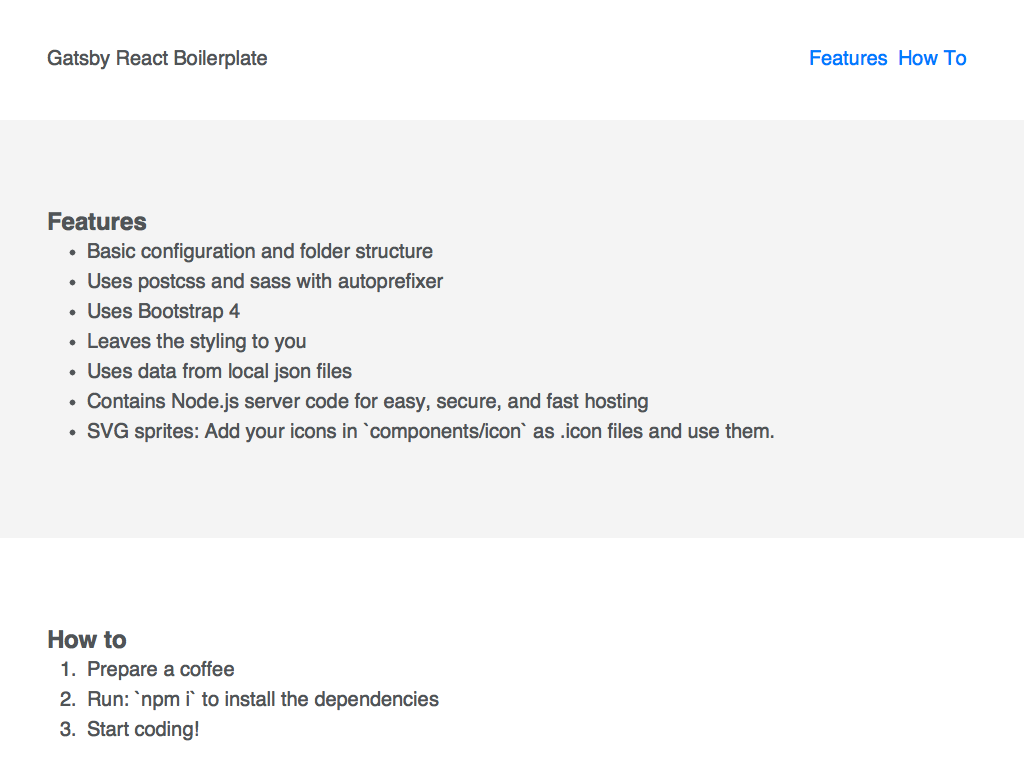 Gatsby React Boilerplate
Features How To
Features
• Basic configuration and folder structure
• Uses postcss and sass with autoprefixer
• Uses Bootstrap 4
• Leaves the styling to you
• Uses data from local json files
• Contains Node.js server code for easy, secure, and fast hosting
• SVG sprites: Add your icons in `components/icon` as .icon files and use them.
How to
1. Prepare a coffee
2. Run: `npm i` to install the dependencies
3. Start coding!